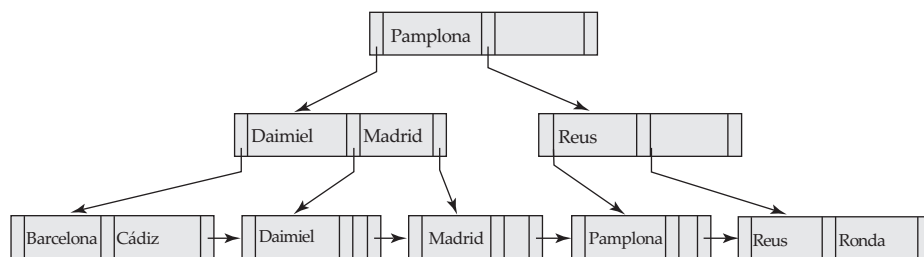 Pamplona
Daimiel Madrid Reus
Barcelona Cádiz Daimiel Madrid Pamplona Reus Ronda